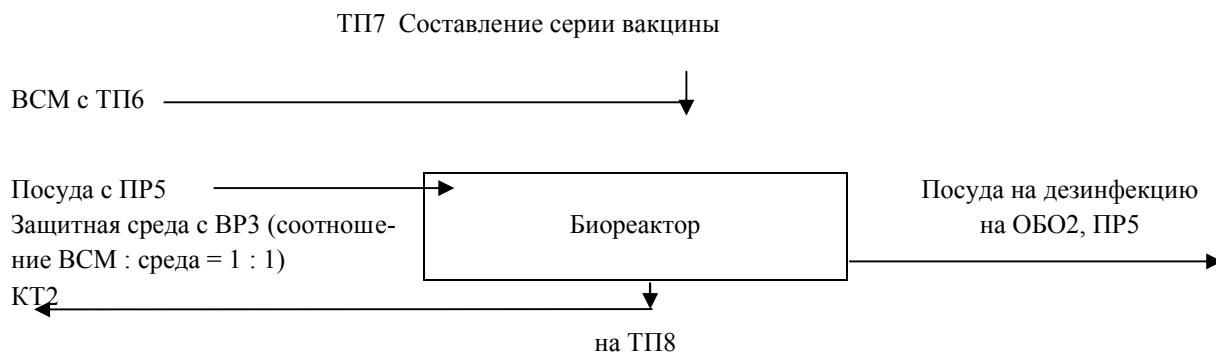 ТП7 Составление серии вакцины
ВСМ с ТП6
Посуда с ПР5
Защитная среда с ВР3 (соотноше-
ние ВСМ : среда = 1 : 1)
КТ2
Биореактор
Посуда на дезинфекцию
на ОБО2, ПР5
на ТП8